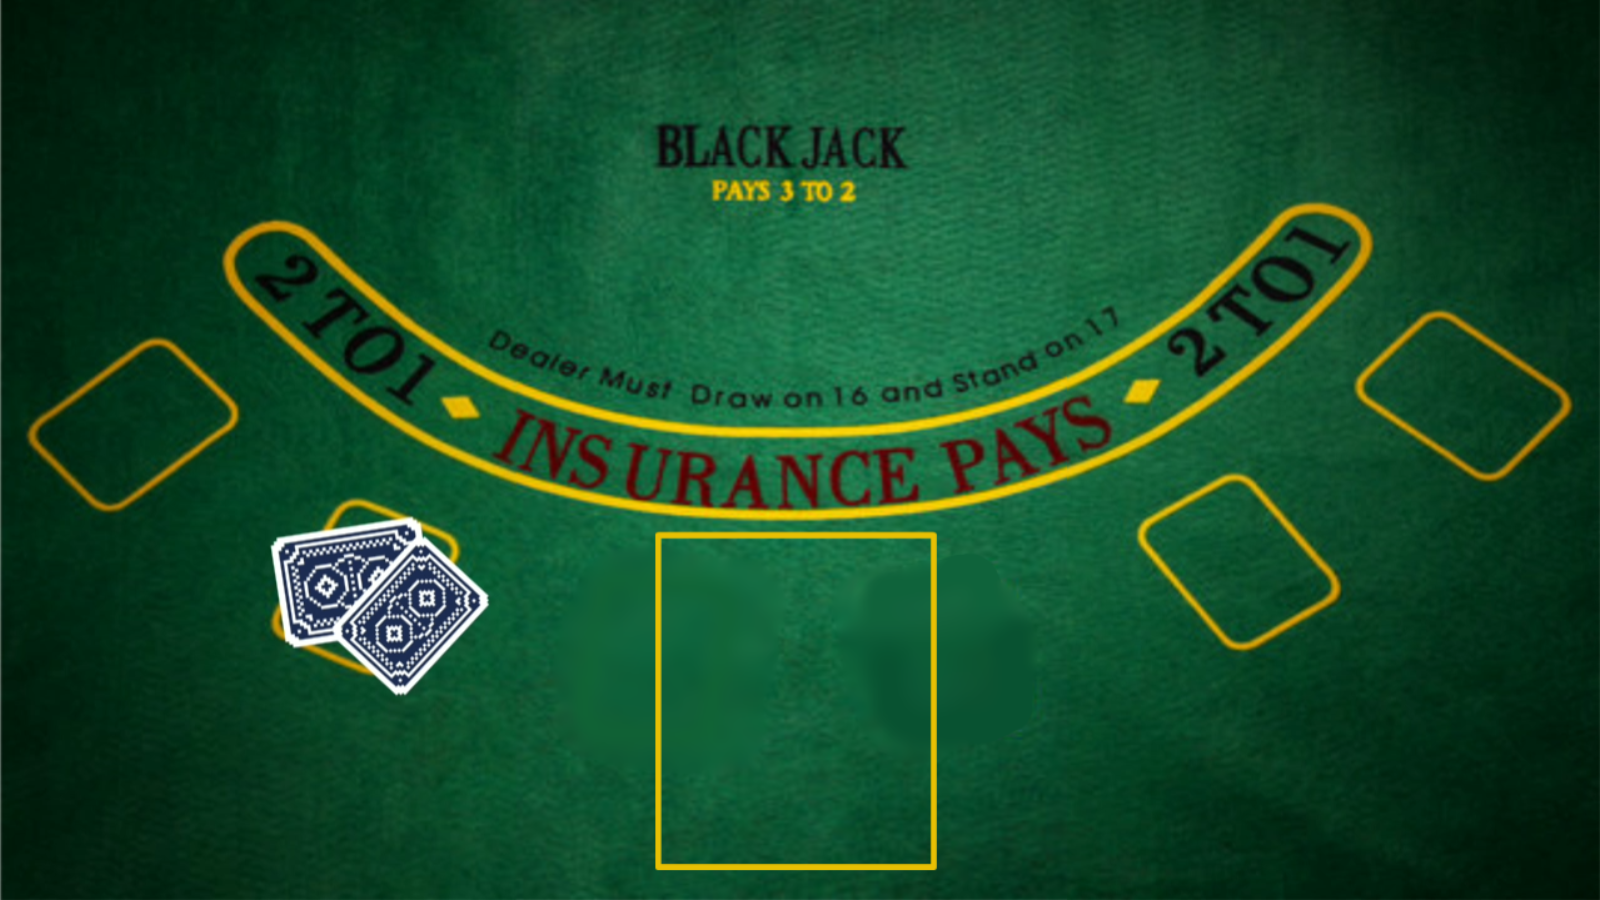 BLACK JACK
PAYS 3 TO 2
Dealer Must Draw on 16 and Stand on 17
2 TO 1 INSURANCE PAYS 2 TO 1